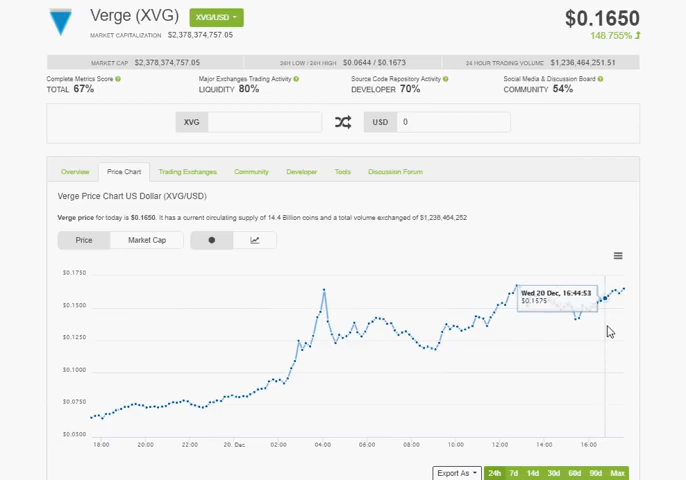 Verge (XVG) XVG/USD
$0.1650
MARKET CAPITALIZATION $2,378,374,757.05
148.755%
MARKET CAP $2,378,374,757.05 24H LOW / 24H HIGH $0.0644 / $0.1673 24 HOUR TRADING VOLUME $1,236,464,251.51
Complete Metrics Score Major Exchanges Trading Activity Source Code Repository Activity Social Media & Discussion Board
TOTAL 67% LIQUIDITY 80% DEVELOPER 70% COMMUNITY 54%
XVG USD 0
Overview Price Chart Trading Exchanges Community Developer Tools Discussion Forum
Verge Price Chart US Dollar (XVG/USD)
Verge price for today is $0.1650. It has a current circulating supply of 14.4 Billion coins and a total volume exchanged of $1,236,464,252
Price Market Cap
$0.1750
Wed 20 Dec, 16:44:53
$0.1575
$0.1500
$0.1250
$0.1000
$0.0750
$0.0500
18:00 20:00 22:00 20. Dec 02:00 04:00 06:00 08:00 10:00 12:00 14:00 16:00
Export As 24h 7d 14d 30d 60d 90d Max